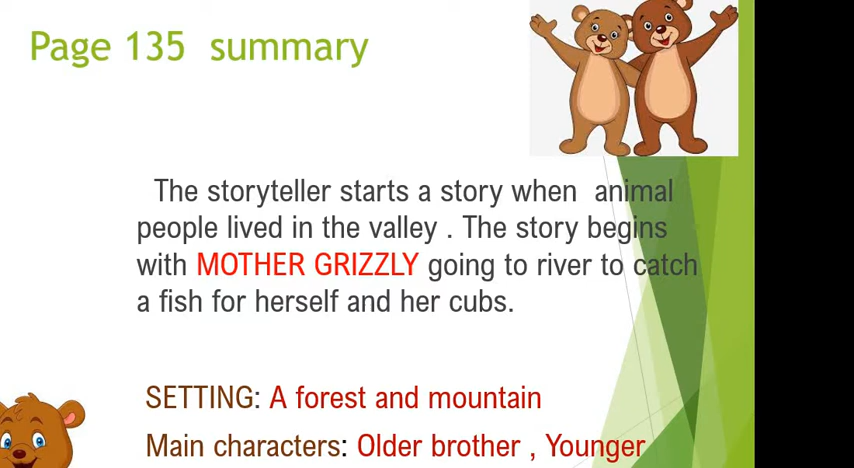 Page 135 summary
The storyteller starts a story when animal
people lived in the valley . The story begins
with MOTHER GRIZZLY going to river to catch
a fish for herself and her cubs.
SETTING: A forest and mountain
Main characters: Older brother , Younger